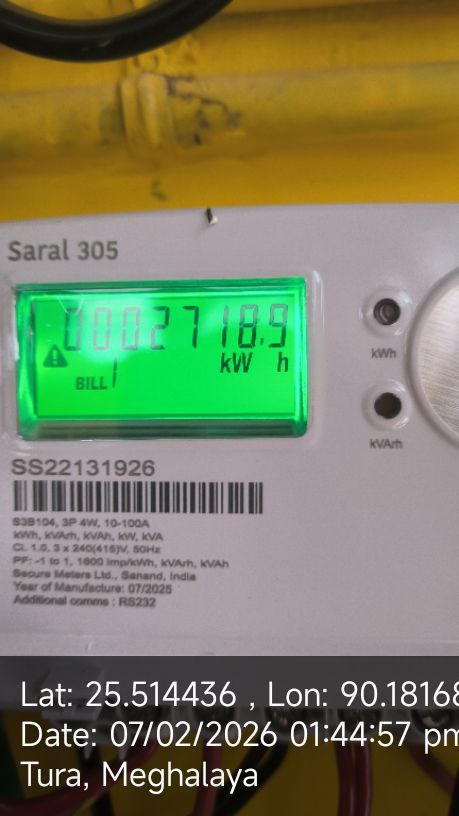 Saral 305
0002718.9
kW h
BILL 1
kWh
kVArh
SS22131926
S3B104, 3P 4W, 10-100A
kWh, kVArh, kVAh, kW, kVA
Cl. 1.0, 3 x 240(415)V, 50Hz
PF: -1 to 1, 1600 imp/kWh, kVArh, kVAh
Secure Meters Ltd., Sanand, India
Year of Manufacture: 07/2025
Additional comms : RS232
Lat: 25.514436 , Lon: 90.18168
Date: 07/02/2026 01:44:57 pm
Tura, Meghalaya